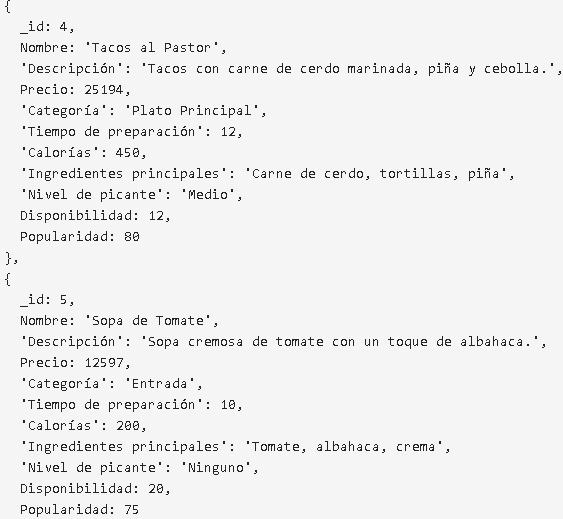 {
_id: 4,
Nombre: 'Tacos al Pastor',
'Descripción': 'Tacos con carne de cerdo marinada, piña y cebolla.',
Precio: 25194,
'Categoría': 'Plato Principal',
'Tiempo de preparación': 12,
'Calorías': 450,
'Ingredientes principales': 'Carne de cerdo, tortillas, piña',
'Nivel de picante': 'Medio',
Disponibilidad: 12,
Popularidad: 80
},
{
_id: 5,
Nombre: 'Sopa de Tomate',
'Descripción': 'Sopa cremosa de tomate con un toque de albahaca.',
Precio: 12597,
'Categoría': 'Entrada',
'Tiempo de preparación': 10,
'Calorías': 200,
'Ingredientes principales': 'Tomate, albahaca, crema',
'Nivel de picante': 'Ninguno',
Disponibilidad: 20,
Popularidad: 75